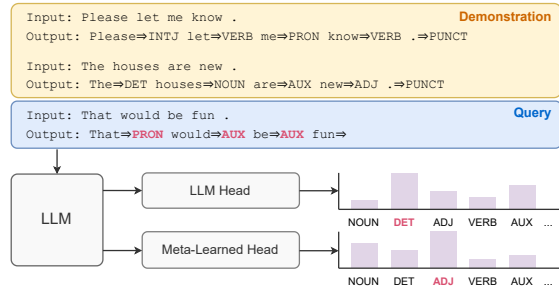 Input: Please let me know .
Demonstration
Output: Please⇒INTJ let⇒VERB me⇒PRON know⇒VERB .⇒PUNCT
Input: The houses are new .
Output: The⇒DET houses⇒NOUN are⇒AUX new⇒ADJ .⇒PUNCT
Input: That would be fun .
Query
Output: That⇒PRON would⇒AUX be⇒AUX fun⇒
LLM
LLM Head
NOUN DET ADJ VERB AUX ...
Meta-Learned Head
NOUN DET ADJ VERB AUX ...